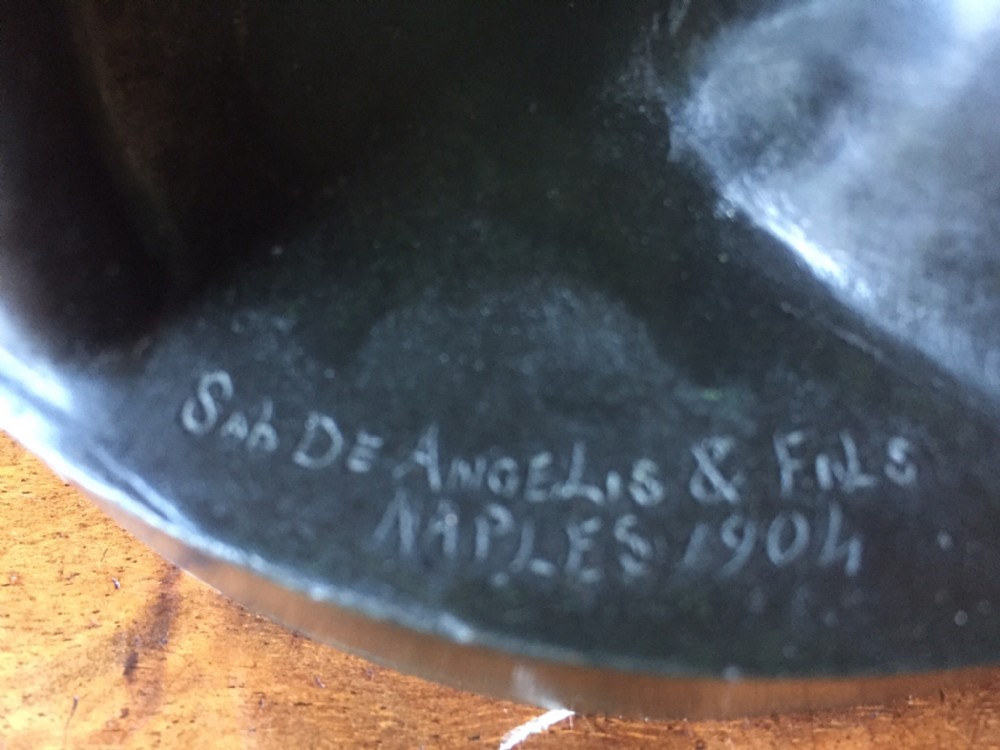 Sab DE ANGELIS & FILS
NAPLES 1904